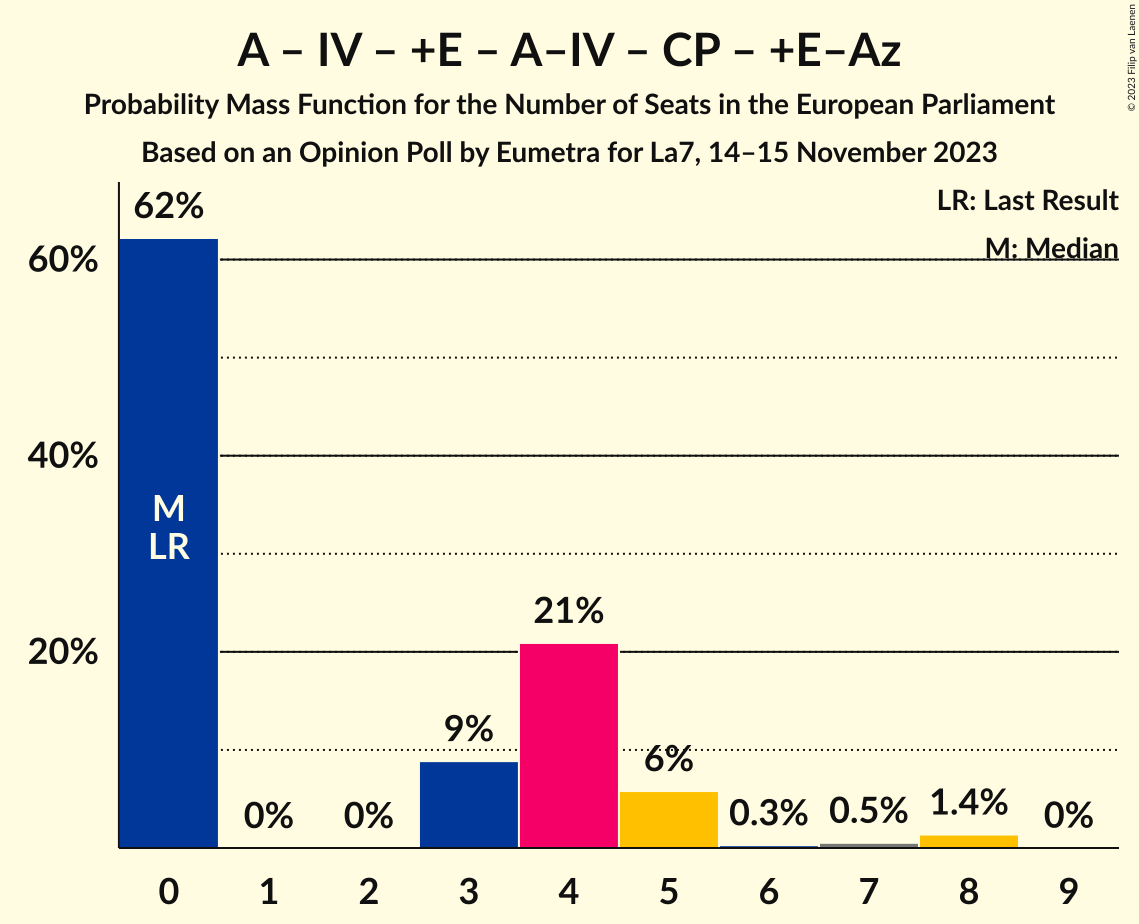 A – IV – +E – A–IV – CP – +E–Az
Probability Mass Function for the Number of Seats in the European Parliament
Based on an Opinion Poll by Eumetra for La7, 14–15 November 2023
© 2023 Filip van Laenen
LR: Last Result
M: Median
62%
60%
40%
20%
M
LR
0%
0%
9%
21%
6%
0.3%
0.5%
1.4%
0%
0 1 2 3 4 5 6 7 8 9